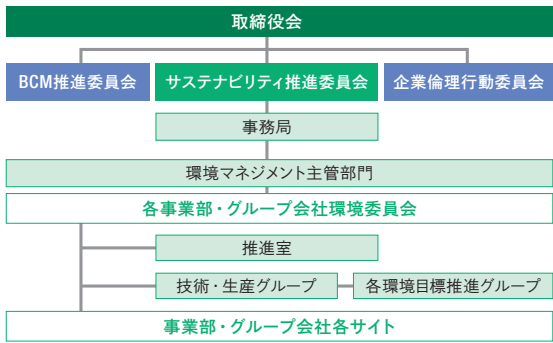 取締役会
BCM推進委員会
サステナビリティ推進委員会
企業倫理行動委員会
事務局
環境マネジメント主管部門
各事業部・グループ会社環境委員会
推進室
技術・生産グループ
各環境目標推進グループ
事業部・グループ会社各サイト